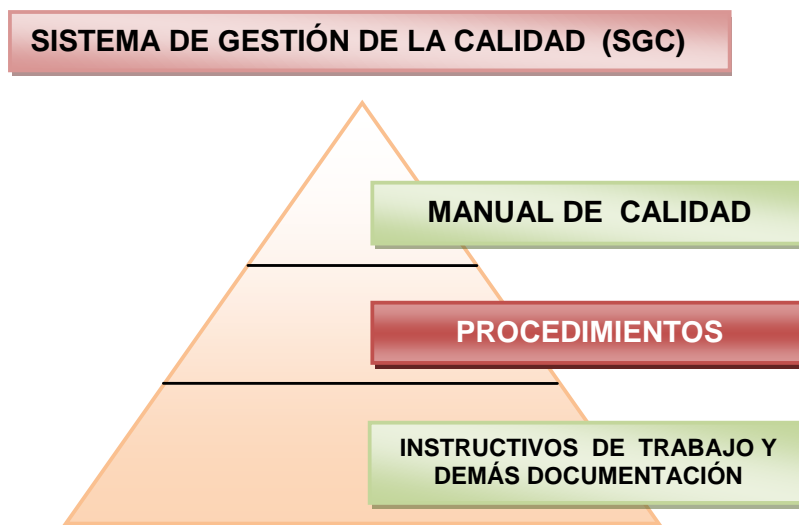 SISTEMA DE GESTIÓN DE LA CALIDAD (SGC)
MANUAL DE CALIDAD
PROCEDIMIENTOS
INSTRUCTIVOS DE TRABAJO Y
DEMÁS DOCUMENTACIÓN